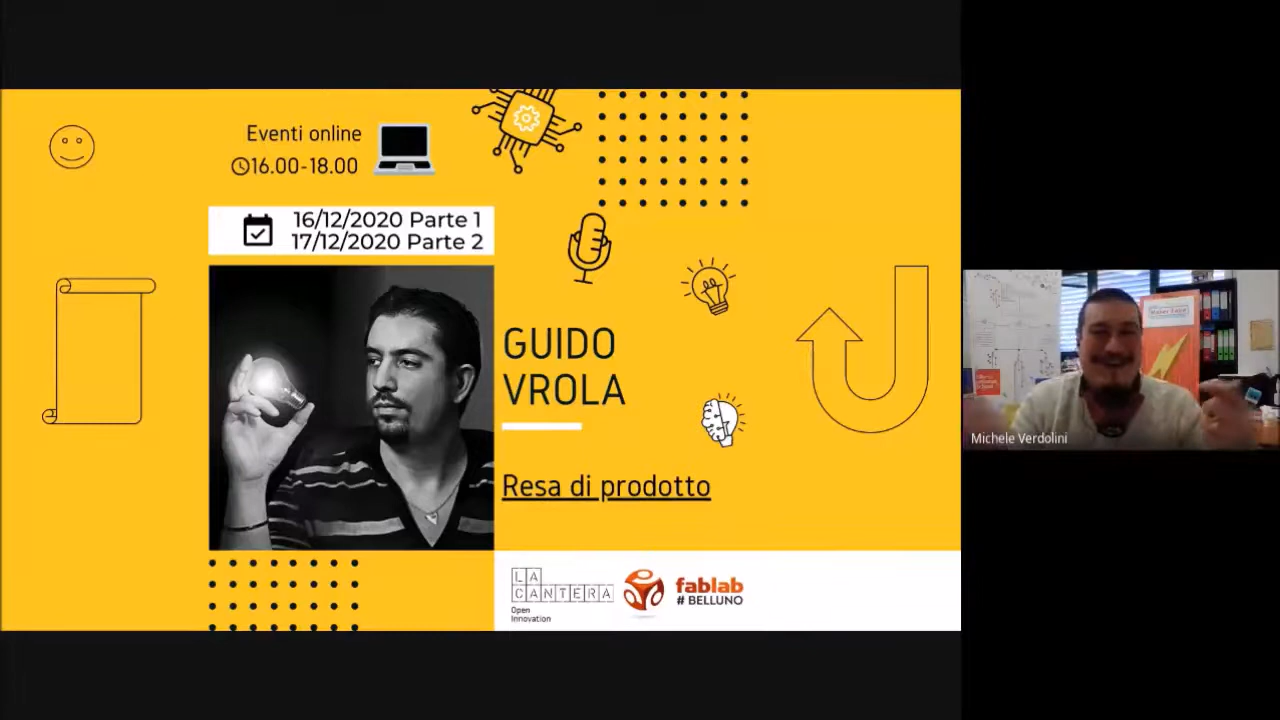 Eventi online
16.00-18.00
16/12/2020 Parte 1
17/12/2020 Parte 2
GUIDO
VROLA
Resa di prodotto
LA
CANTERA
Open
Innovation
fablab
# BELLUNO
Michele Verdolini